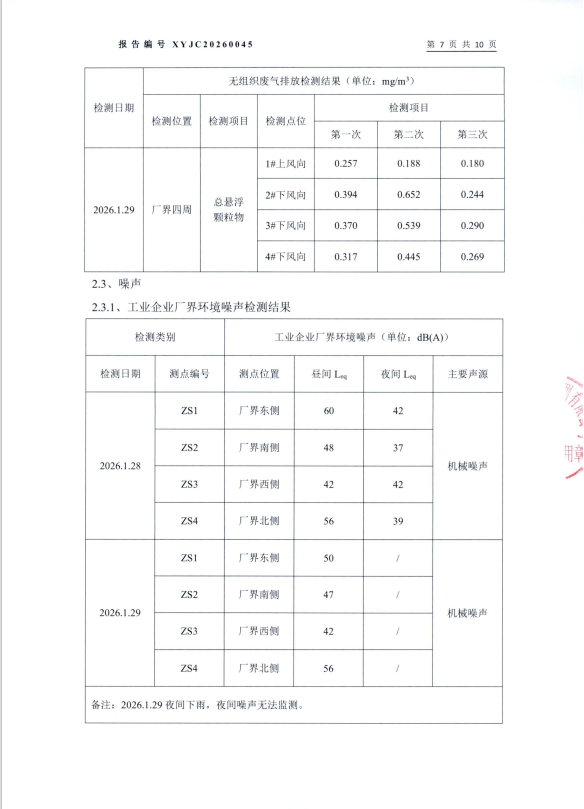 报告编号 XYJC20260045
第 7 页 共 10 页
检测日期
无组织废气排放检测结果（单位：mg/m³）
检测位置
检测项目
检测点位
检测项目
第一次 第二次 第三次
2026.1.29
厂界四周
总悬浮
颗粒物
1#上风向 0.257 0.188 0.180
2#下风向 0.394 0.652 0.244
3#下风向 0.370 0.539 0.290
4#下风向 0.317 0.445 0.269
2.3、噪声
2.3.1、工业企业厂界环境噪声检测结果
检测类别 工业企业厂界环境噪声（单位：dB(A)）
检测日期 测点编号 测点位置 昼间 Leq 夜间 Leq 主要声源
2026.1.28
ZS1 厂界东侧 60 42
ZS2 厂界南侧 48 37
ZS3 厂界西侧 42 42
ZS4 厂界北侧 56 39
机械噪声
2026.1.29
ZS1 厂界东侧 50 /
ZS2 厂界南侧 47 /
ZS3 厂界西侧 42 /
ZS4 厂界北侧 56 /
机械噪声
备注：2026.1.29 夜间下雨，夜间噪声无法监测。
用章